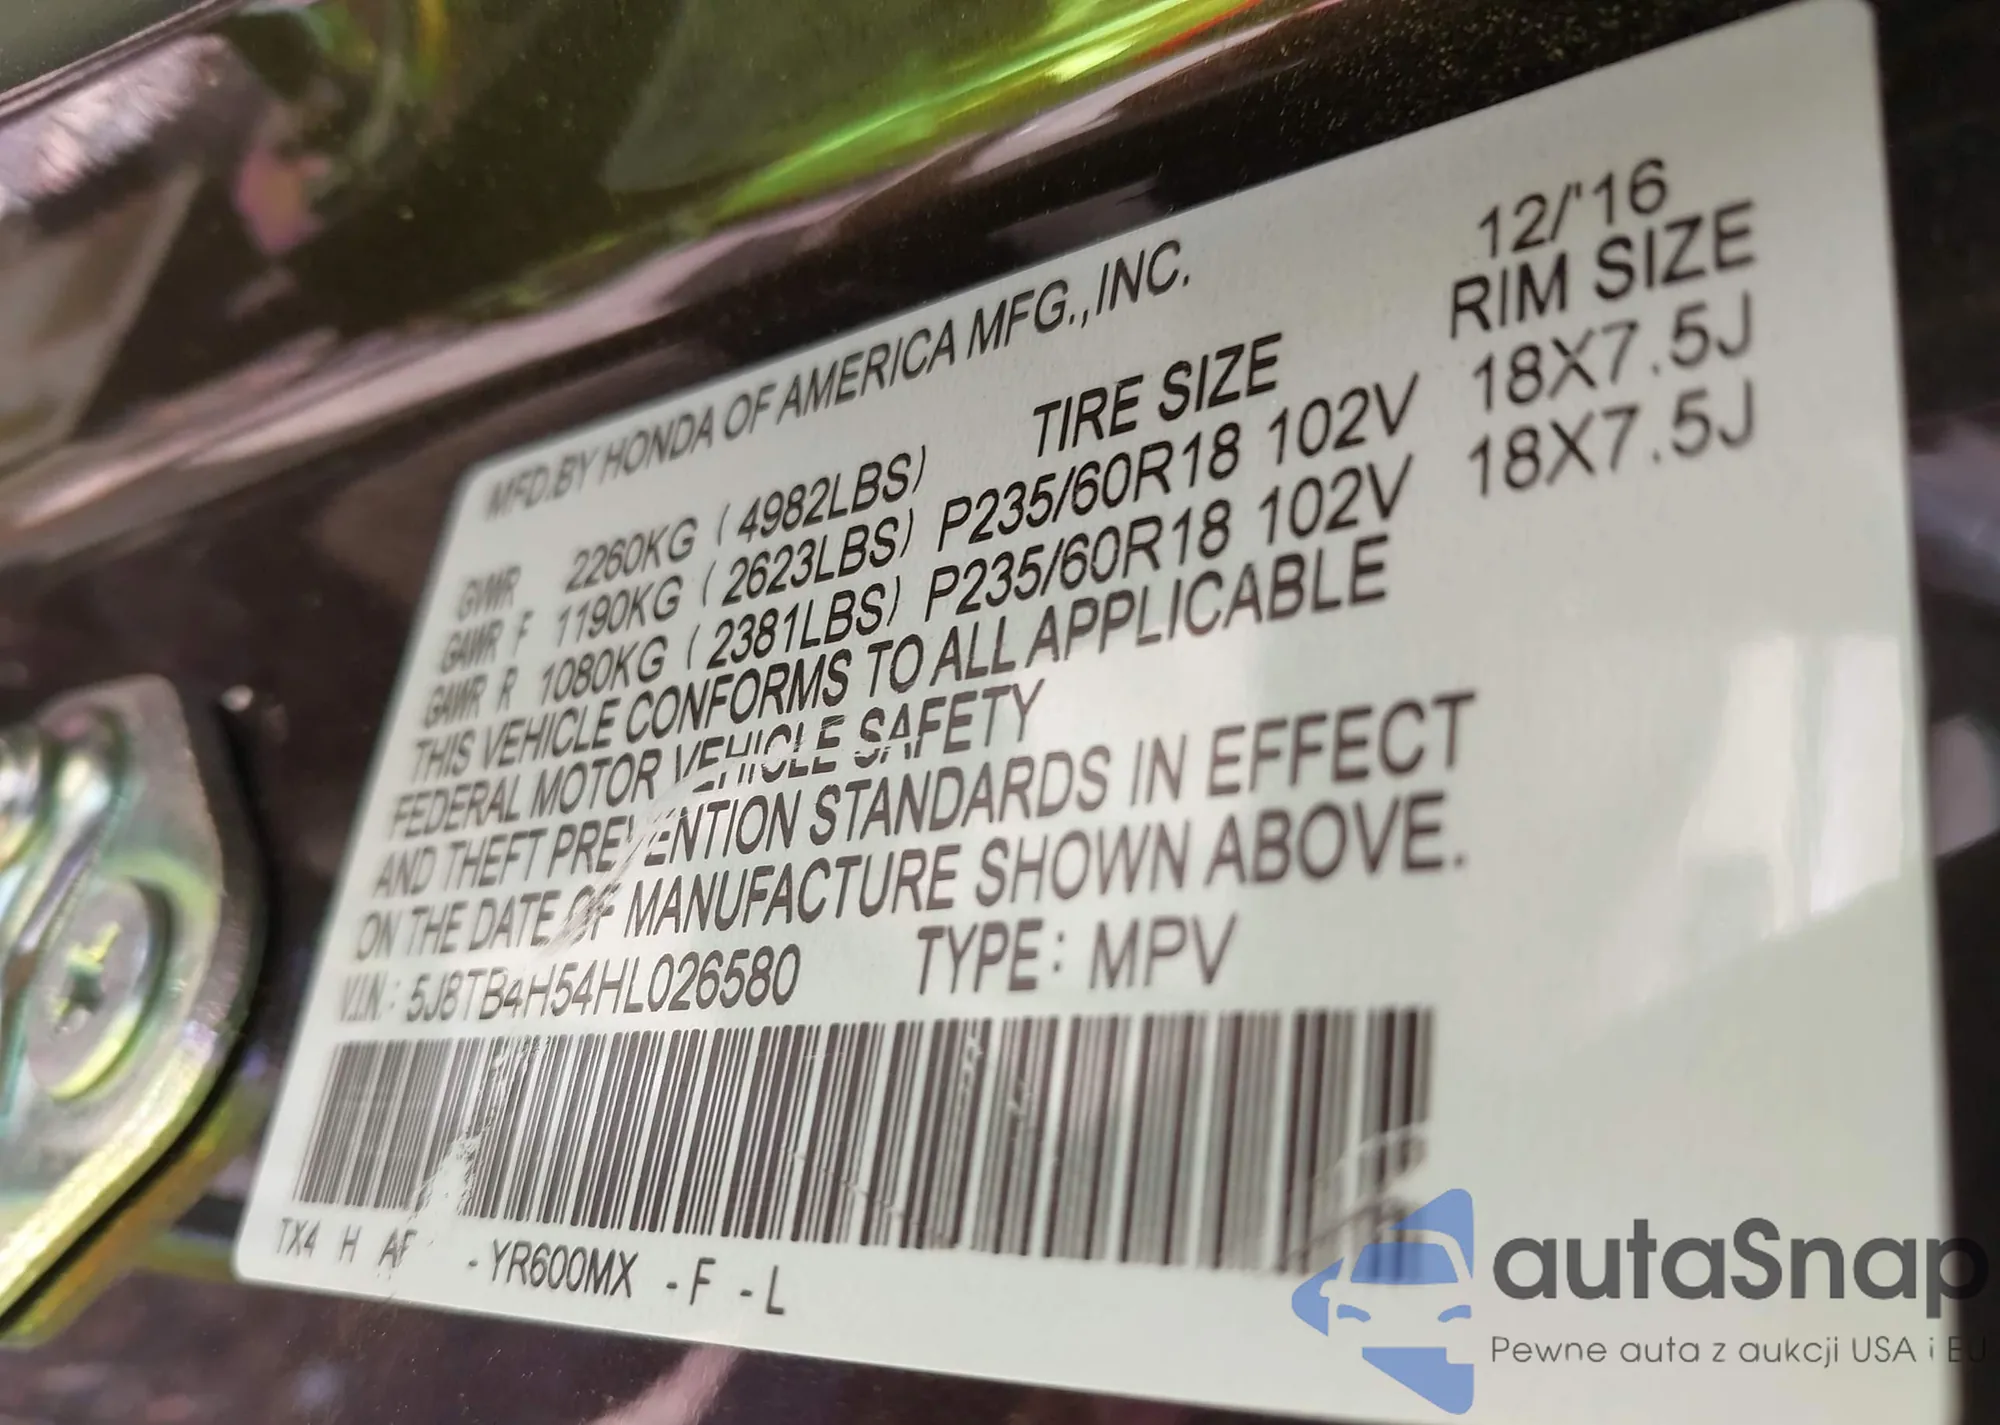 MFD.BY HONDA OF AMERICA MFG.,INC. 12/'16
TIRE SIZE RIM SIZE
GVWR 2260KG (4982LBS)
GAWR F 1190KG (2623LBS) P235/60R18 102V 18X7.5J
GAWR R 1080KG (2381LBS) P235/60R18 102V 18X7.5J
THIS VEHICLE CONFORMS TO ALL APPLICABLE
FEDERAL MOTOR VEHICLE SAFETY
AND THEFT PREVENTION STANDARDS IN EFFECT
ON THE DATE OF MANUFACTURE SHOWN ABOVE.
V.I.N.: 5J8TB4H54HL026580 TYPE: MPV
TX4 H - YR600MX - F - L
autaSnap
Pewne auta z aukcji USA i EU